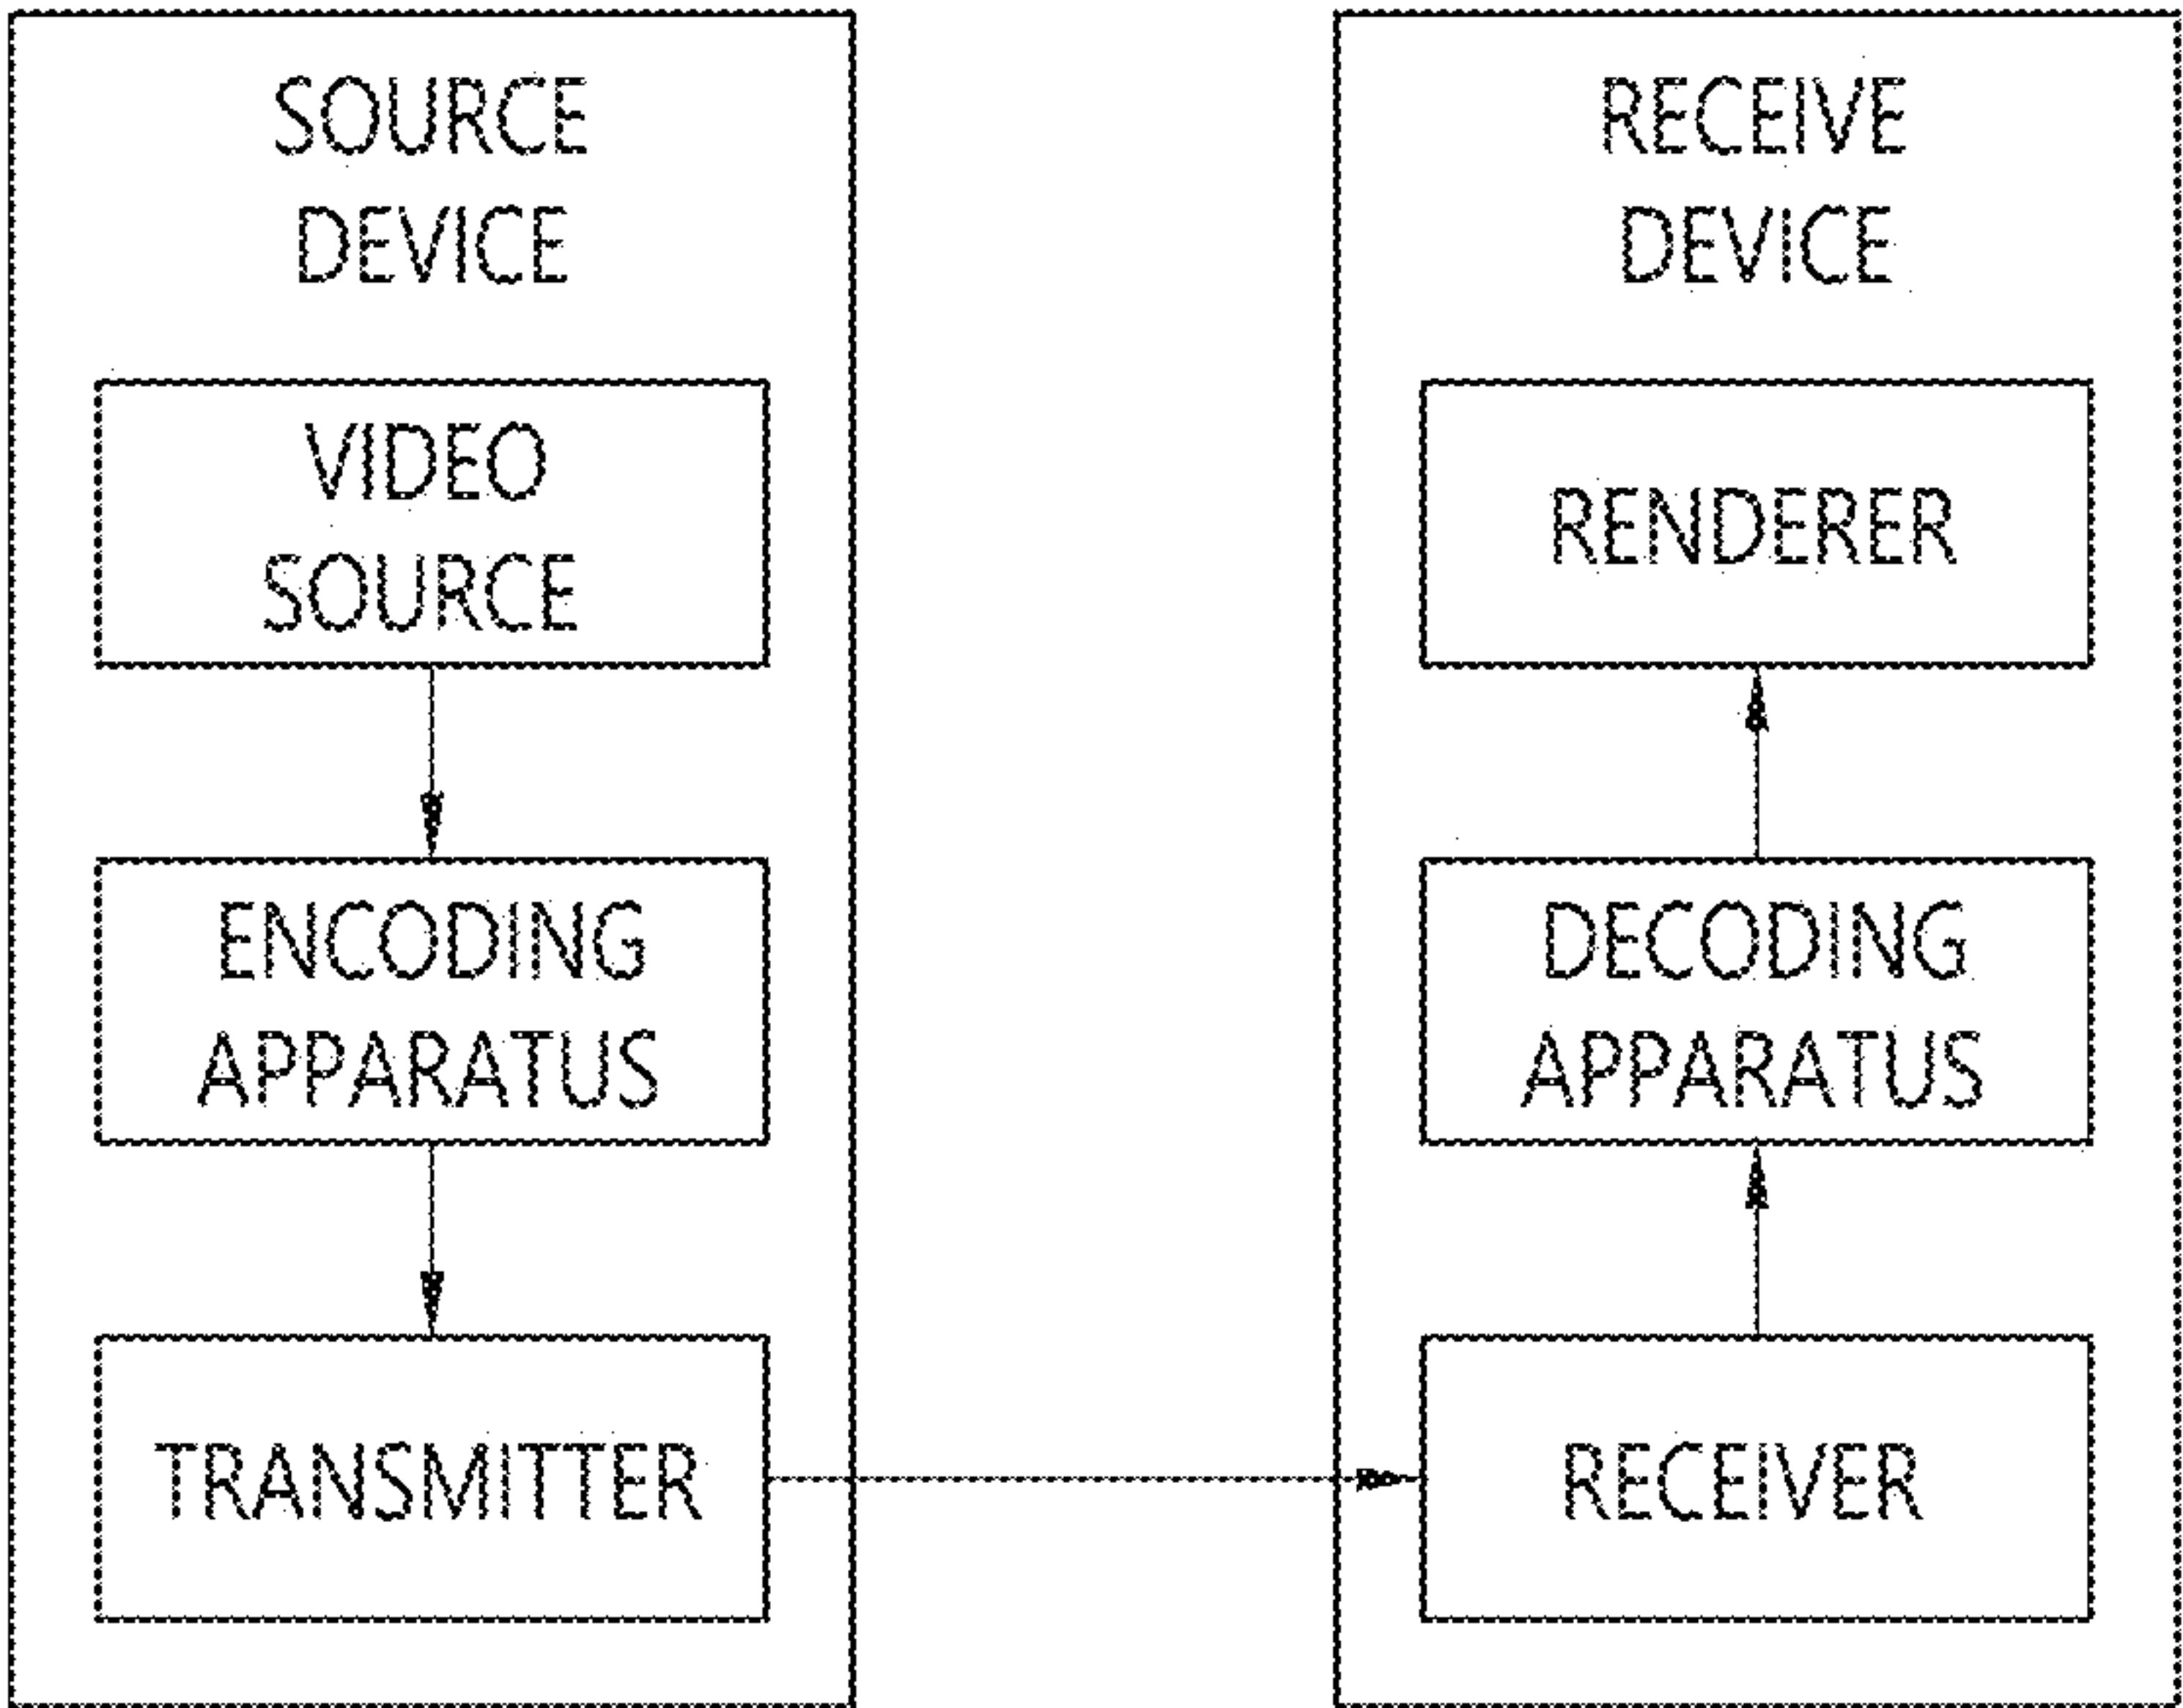 SOURCE
DEVICE
VIDEO
SOURCE
ENCODING
APPARATUS
TRANSMITTER
RECEIVE
DEVICE
RENDERER
DECODING
APPARATUS
RECEIVER